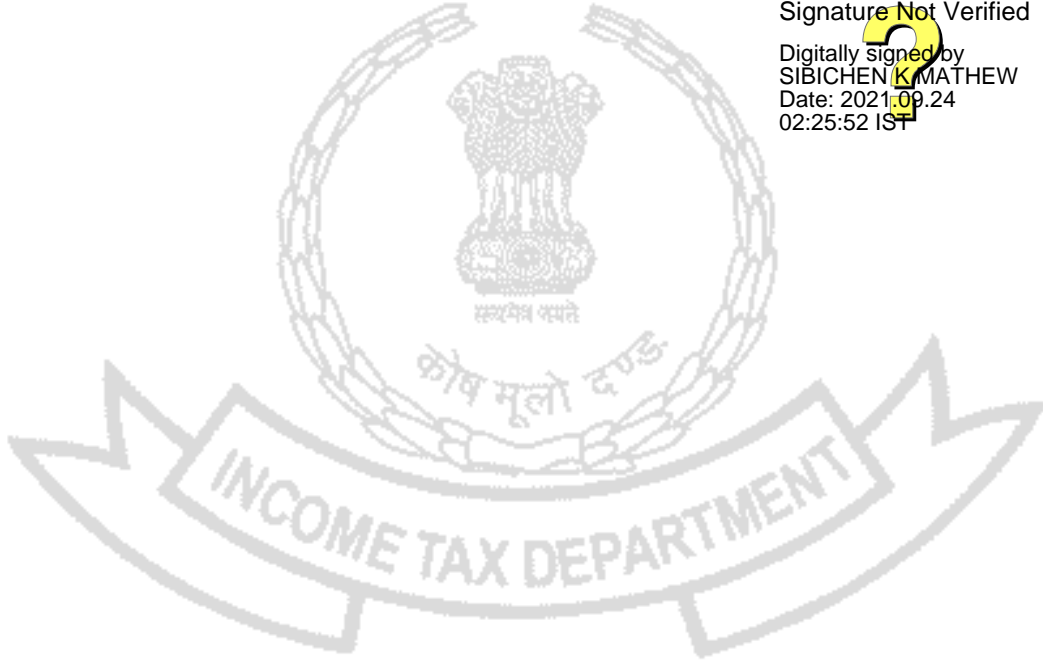 Signature Not Verified
Digitally signed by
SIBICHEN K MATHEW
Date: 2021.09.24
02:25:52 IST
सत्यमेव जयते
कोष मूलो दण्ड
INCOME TAX DEPARTMENT